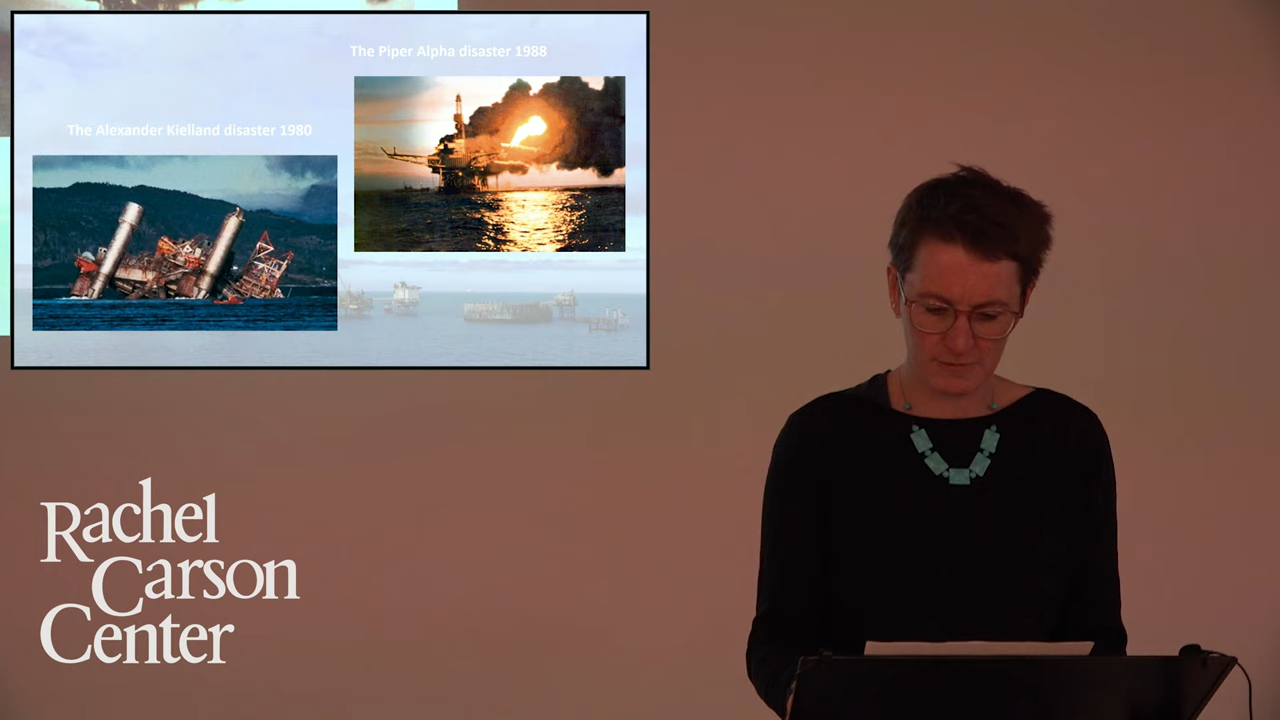 The Piper Alpha disaster 1988
The Alexander Kielland disaster 1980
Rachel
Carson
Center